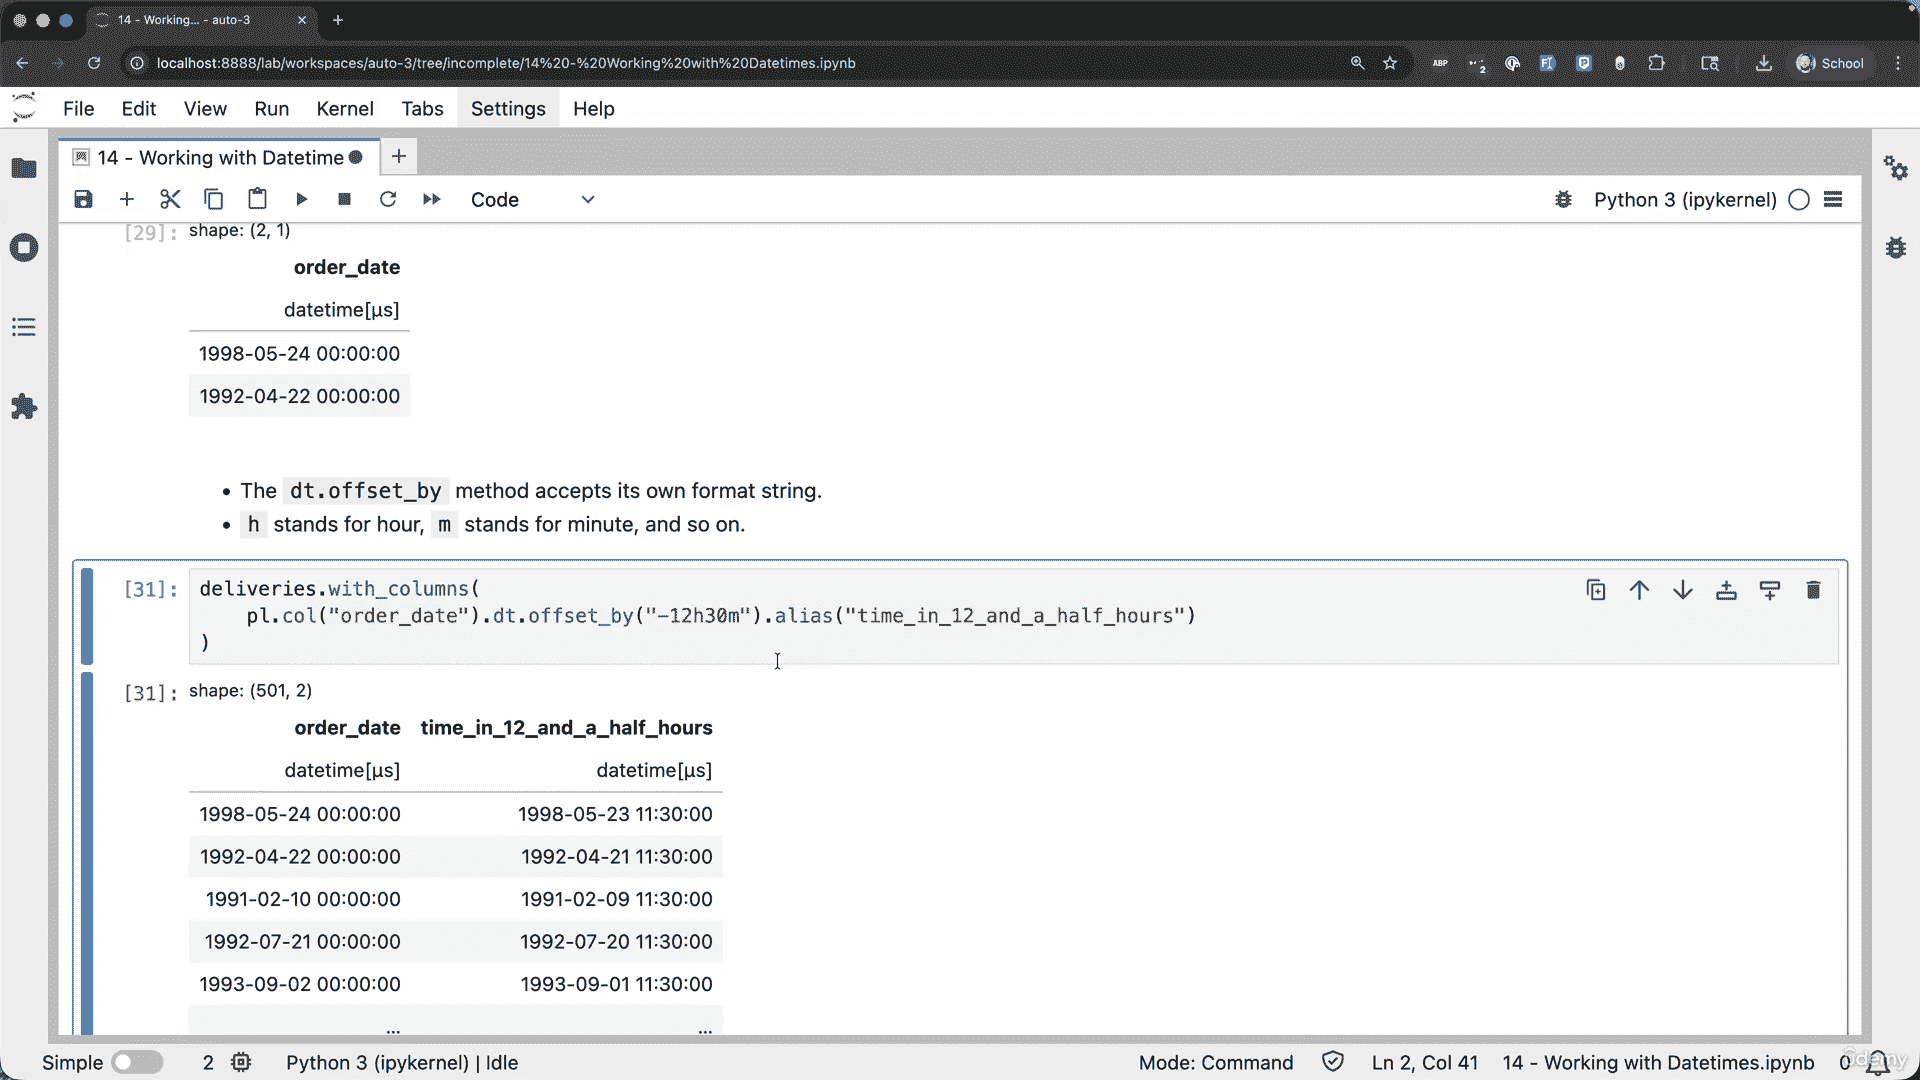 14 - Working... - auto-3
localhost:8888/lab/workspaces/auto-3/tree/incomplete/14%20-%20Working%20with%20Datetimes.ipynb
ABP
2
School
File Edit View Run Kernel Tabs Settings Help
14 - Working with Datetime
Code
Python 3 (ipykernel)
[29]: shape: (2, 1)
order_date
datetime[μs]
1998-05-24 00:00:00
1992-04-22 00:00:00
• The dt.offset_by method accepts its own format string.
• h stands for hour, m stands for minute, and so on.
[31]: deliveries.with_columns(
pl.col("order_date").dt.offset_by("-12h30m").alias("time_in_12_and_a_half_hours")
)
[31]: shape: (501, 2)
order_date time_in_12_and_a_half_hours
datetime[μs] datetime[μs]
1998-05-24 00:00:00 1998-05-23 11:30:00
1992-04-22 00:00:00 1992-04-21 11:30:00
1991-02-10 00:00:00 1991-02-09 11:30:00
1992-07-21 00:00:00 1992-07-20 11:30:00
1993-09-02 00:00:00 1993-09-01 11:30:00
... ...
Simple 2 Python 3 (ipykernel) | Idle Mode: Command Ln 2, Col 41 14 - Working with Datetimes.ipynb 0
udemy